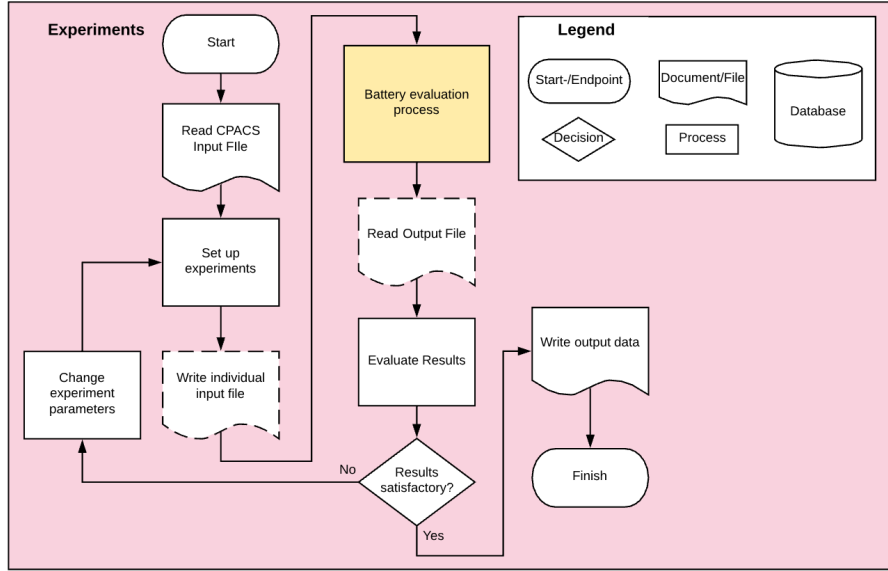 Experiments
Start
Read CPACS
Input FIle
Set up
experiments
Write individual
input file
Change
experiment
parameters
Battery evaluation
process
Read Output File
Evaluate Results
Results
satisfactory?
No
Yes
Write output data
Finish
Legend
Start-/Endpoint
Document/File
Database
Decision
Process